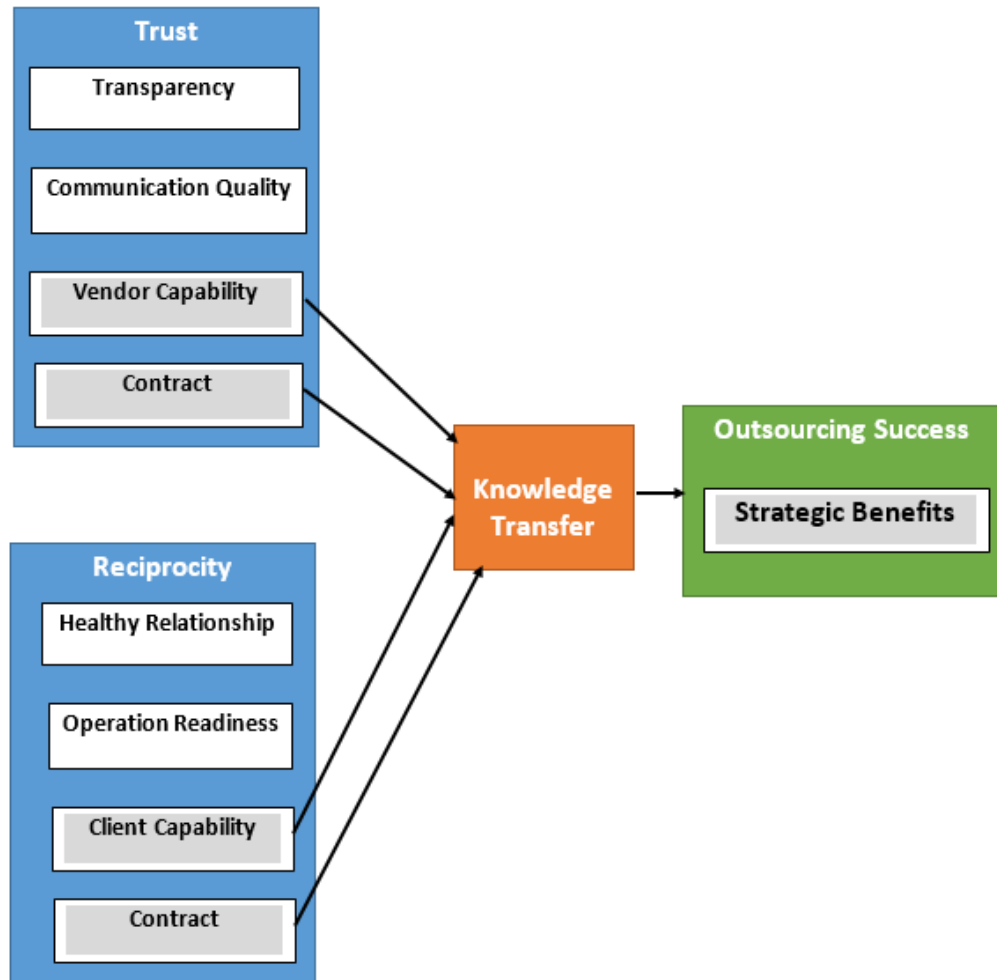 Trust
Transparency
Communication Quality
Vendor Capability
Contract
Knowledge
Transfer
Outsourcing Success
Strategic Benefits
Reciprocity
Healthy Relationship
Operation Readiness
Client Capability
Contract